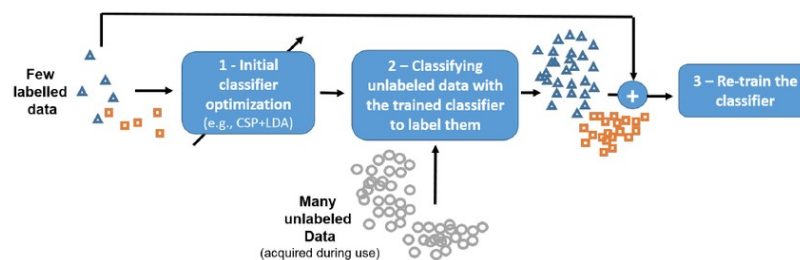 Few
labelled
data
1 - Initial
classifier
optimization
(e.g., CSP+LDA)
2 – Classifying
unlabeled data with
the trained classifier
to label them
+
3 – Re-train the
classifier
Many
unlabeled
Data
(acquired during use)